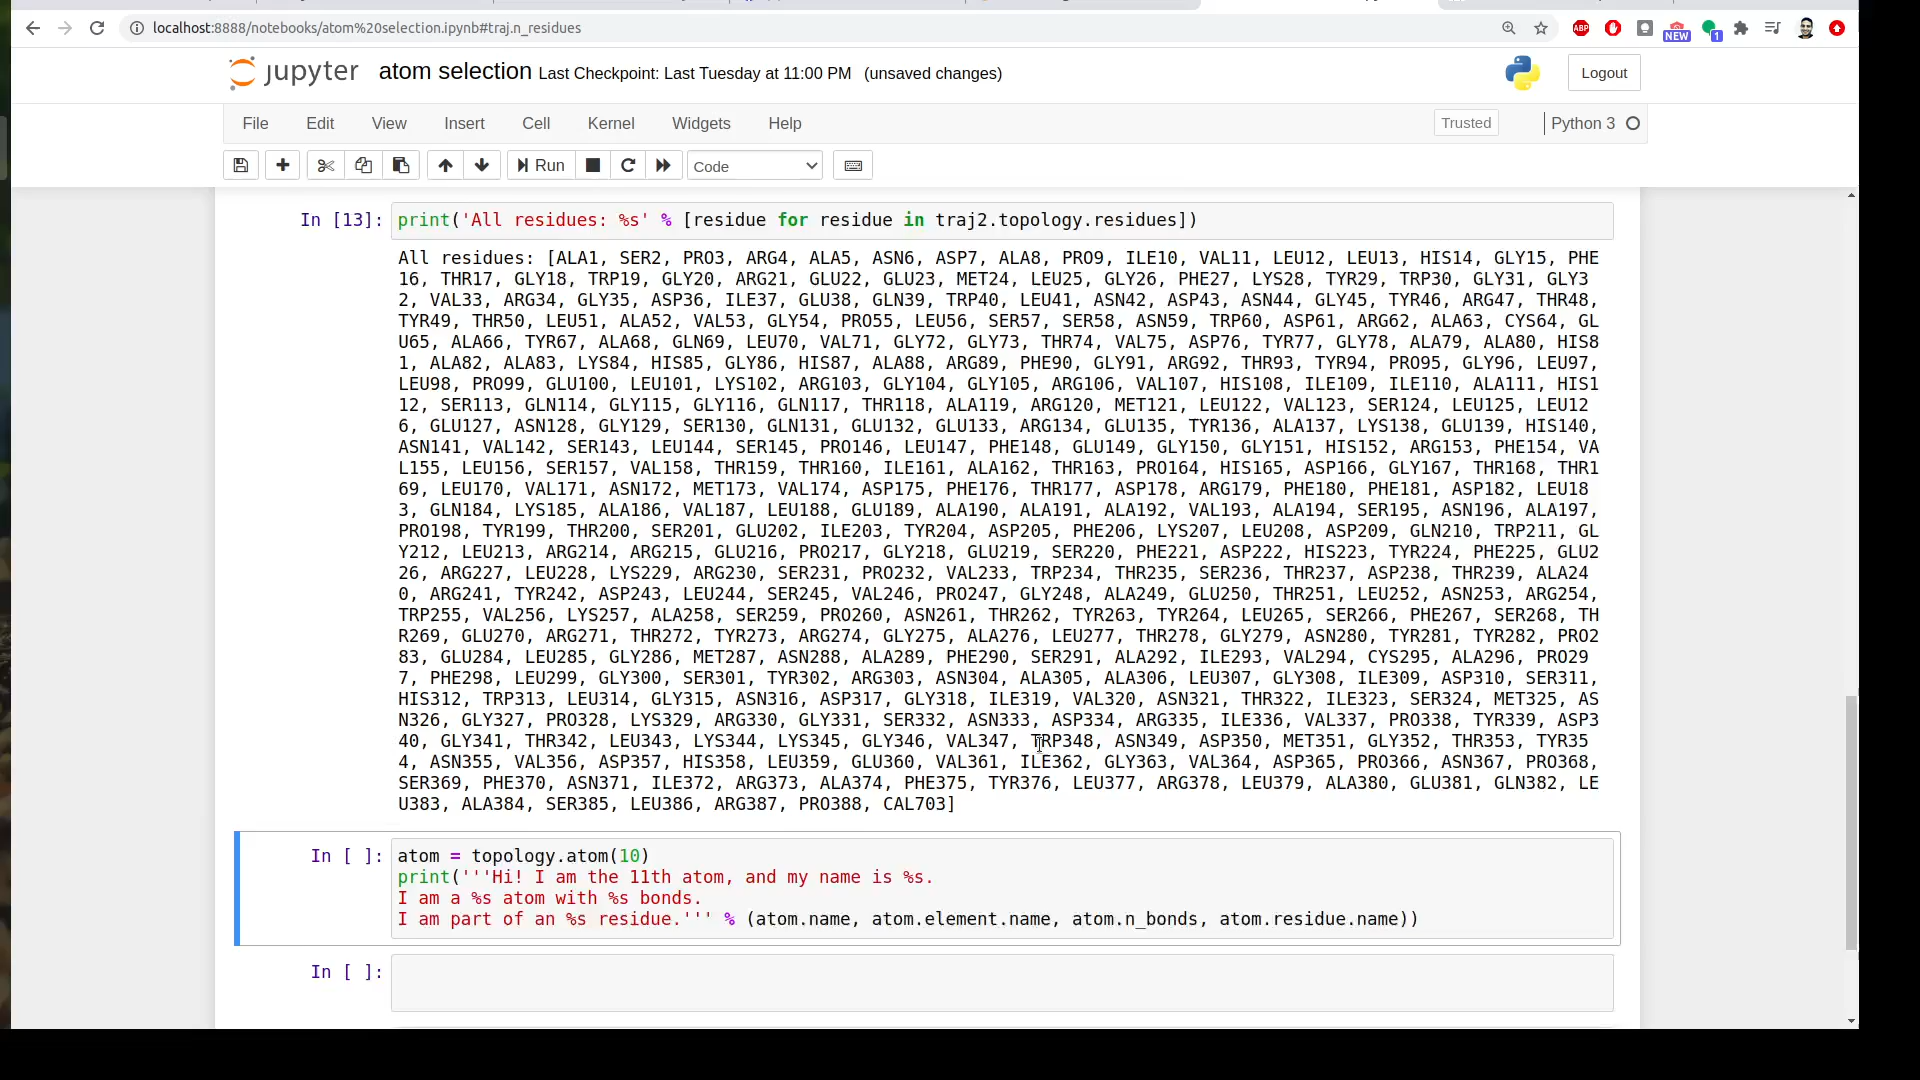 localhost:8888/notebooks/atom%20selection.ipynb#traj.n_residues
ABP
NEW
1
jupyter atom selection Last Checkpoint: Last Tuesday at 11:00 PM (unsaved changes)
Logout
File Edit View Insert Cell Kernel Widgets Help
Trusted
Python 3
Run
Code
In [13]: print('All residues: %s' % [residue for residue in traj2.topology.residues])
All residues: [ALA1, SER2, PRO3, ARG4, ALA5, ASN6, ASP7, ALA8, PRO9, ILE10, VAL11, LEU12, LEU13, HIS14, GLY15, PHE
16, THR17, GLY18, TRP19, GLY20, ARG21, GLU22, GLU23, MET24, LEU25, GLY26, PHE27, LYS28, TYR29, TRP30, GLY31, GLY3
2, VAL33, ARG34, GLY35, ASP36, ILE37, GLU38, GLN39, TRP40, LEU41, ASN42, ASP43, ASN44, GLY45, TYR46, ARG47, THR48,
TYR49, THR50, LEU51, ALA52, VAL53, GLY54, PRO55, LEU56, SER57, SER58, ASN59, TRP60, ASP61, ARG62, ALA63, CYS64, GL
U65, ALA66, TYR67, ALA68, GLN69, LEU70, VAL71, GLY72, GLY73, THR74, VAL75, ASP76, TYR77, GLY78, ALA79, ALA80, HIS8
1, ALA82, ALA83, LYS84, HIS85, GLY86, HIS87, ALA88, ARG89, PHE90, GLY91, ARG92, THR93, TYR94, PRO95, GLY96, LEU97,
LEU98, PRO99, GLU100, LEU101, LYS102, ARG103, GLY104, GLY105, ARG106, VAL107, HIS108, ILE109, ILE110, ALA111, HIS1
12, SER113, GLN114, GLY115, GLY116, GLN117, THR118, ALA119, ARG120, MET121, LEU122, VAL123, SER124, LEU125, LEU12
6, GLU127, ASN128, GLY129, SER130, GLN131, GLU132, GLU133, ARG134, GLU135, TYR136, ALA137, LYS138, GLU139, HIS140,
ASN141, VAL142, SER143, LEU144, SER145, PRO146, LEU147, PHE148, GLU149, GLY150, GLY151, HIS152, ARG153, PHE154, VA
L155, LEU156, SER157, VAL158, THR159, THR160, ILE161, ALA162, THR163, PRO164, HIS165, ASP166, GLY167, THR168, THR1
69, LEU170, VAL171, ASN172, MET173, VAL174, ASP175, PHE176, THR177, ASP178, ARG179, PHE180, PHE181, ASP182, LEU18
3, GLN184, LYS185, ALA186, VAL187, LEU188, GLU189, ALA190, ALA191, ALA192, VAL193, ALA194, SER195, ASN196, ALA197,
PRO198, TYR199, THR200, SER201, GLU202, ILE203, TYR204, ASP205, PHE206, LYS207, LEU208, ASP209, GLN210, TRP211, GL
Y212, LEU213, ARG214, ARG215, GLU216, PRO217, GLY218, GLU219, SER220, PHE221, ASP222, HIS223, TYR224, PHE225, GLU2
26, ARG227, LEU228, LYS229, ARG230, SER231, PRO232, VAL233, TRP234, THR235, SER236, THR237, ASP238, THR239, ALA24
0, ARG241, TYR242, ASP243, LEU244, SER245, VAL246, PRO247, GLY248, ALA249, GLU250, THR251, LEU252, ASN253, ARG254,
TRP255, VAL256, LYS257, ALA258, SER259, PRO260, ASN261, THR262, TYR263, TYR264, LEU265, SER266, PHE267, SER268, TH
R269, GLU270, ARG271, THR272, TYR273, ARG274, GLY275, ALA276, LEU277, THR278, GLY279, ASN280, TYR281, TYR282, PRO2
83, GLU284, LEU285, GLY286, MET287, ASN288, ALA289, PHE290, SER291, ALA292, ILE293, VAL294, CYS295, ALA296, PRO29
7, PHE298, LEU299, GLY300, SER301, TYR302, ARG303, ASN304, ALA305, ALA306, LEU307, GLY308, ILE309, ASP310, SER311,
HIS312, TRP313, LEU314, GLY315, ASN316, ASP317, GLY318, ILE319, VAL320, ASN321, THR322, ILE323, SER324, MET325, AS
N326, GLY327, PRO328, LYS329, ARG330, GLY331, SER332, ASN333, ASP334, ARG335, ILE336, VAL337, PRO338, TYR339, ASP3
40, GLY341, THR342, LEU343, LYS344, LYS345, GLY346, VAL347, TRP348, ASN349, ASP350, MET351, GLY352, THR353, TYR35
4, ASN355, VAL356, ASP357, HIS358, LEU359, GLU360, VAL361, ILE362, GLY363, VAL364, ASP365, PRO366, ASN367, PRO368,
SER369, PHE370, ASN371, ILE372, ARG373, ALA374, PHE375, TYR376, LEU377, ARG378, LEU379, ALA380, GLU381, GLN382, LE
U383, ALA384, SER385, LEU386, ARG387, PRO388, CAL703]
In [ ]: atom = topology.atom(10)
print('''Hi! I am the 11th atom, and my name is %s.
I am a %s atom with %s bonds.
I am part of an %s residue.''' % (atom.name, atom.element.name, atom.n_bonds, atom.residue.name))
In [ ]: